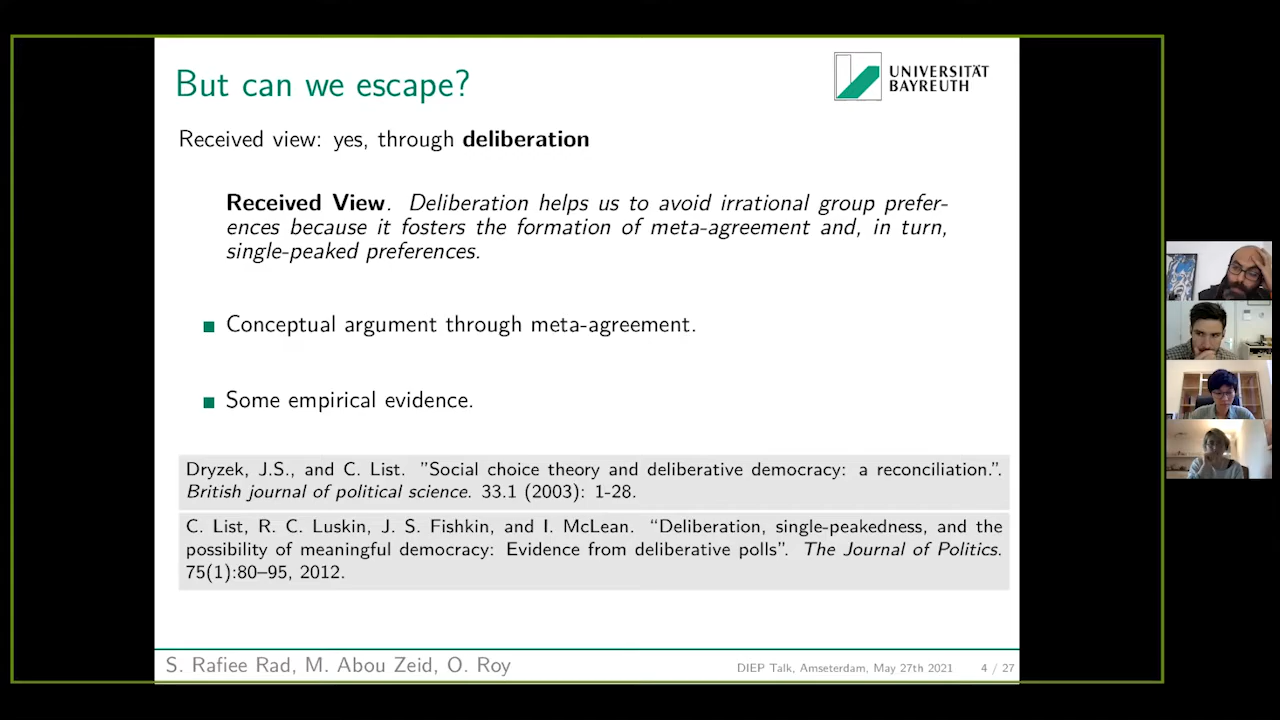 But can we escape?
UNIVERSITÄT
BAYREUTH
Received view: yes, through deliberation
Received View. Deliberation helps us to avoid irrational group prefer-
ences because it fosters the formation of meta-agreement and, in turn,
single-peaked preferences.
Conceptual argument through meta-agreement.
Some empirical evidence.
Dryzek, J.S., and C. List. ”Social choice theory and deliberative democracy: a reconciliation.”.
British journal of political science. 33.1 (2003): 1-28.
C. List, R. C. Luskin, J. S. Fishkin, and I. McLean. “Deliberation, single-peakedness, and the
possibility of meaningful democracy: Evidence from deliberative polls”. The Journal of Politics.
75(1):80–95, 2012.
S. Rafiee Rad, M. Abou Zeid, O. Roy
DIEP Talk, Amseterdam, May 27th 2021
4 / 27